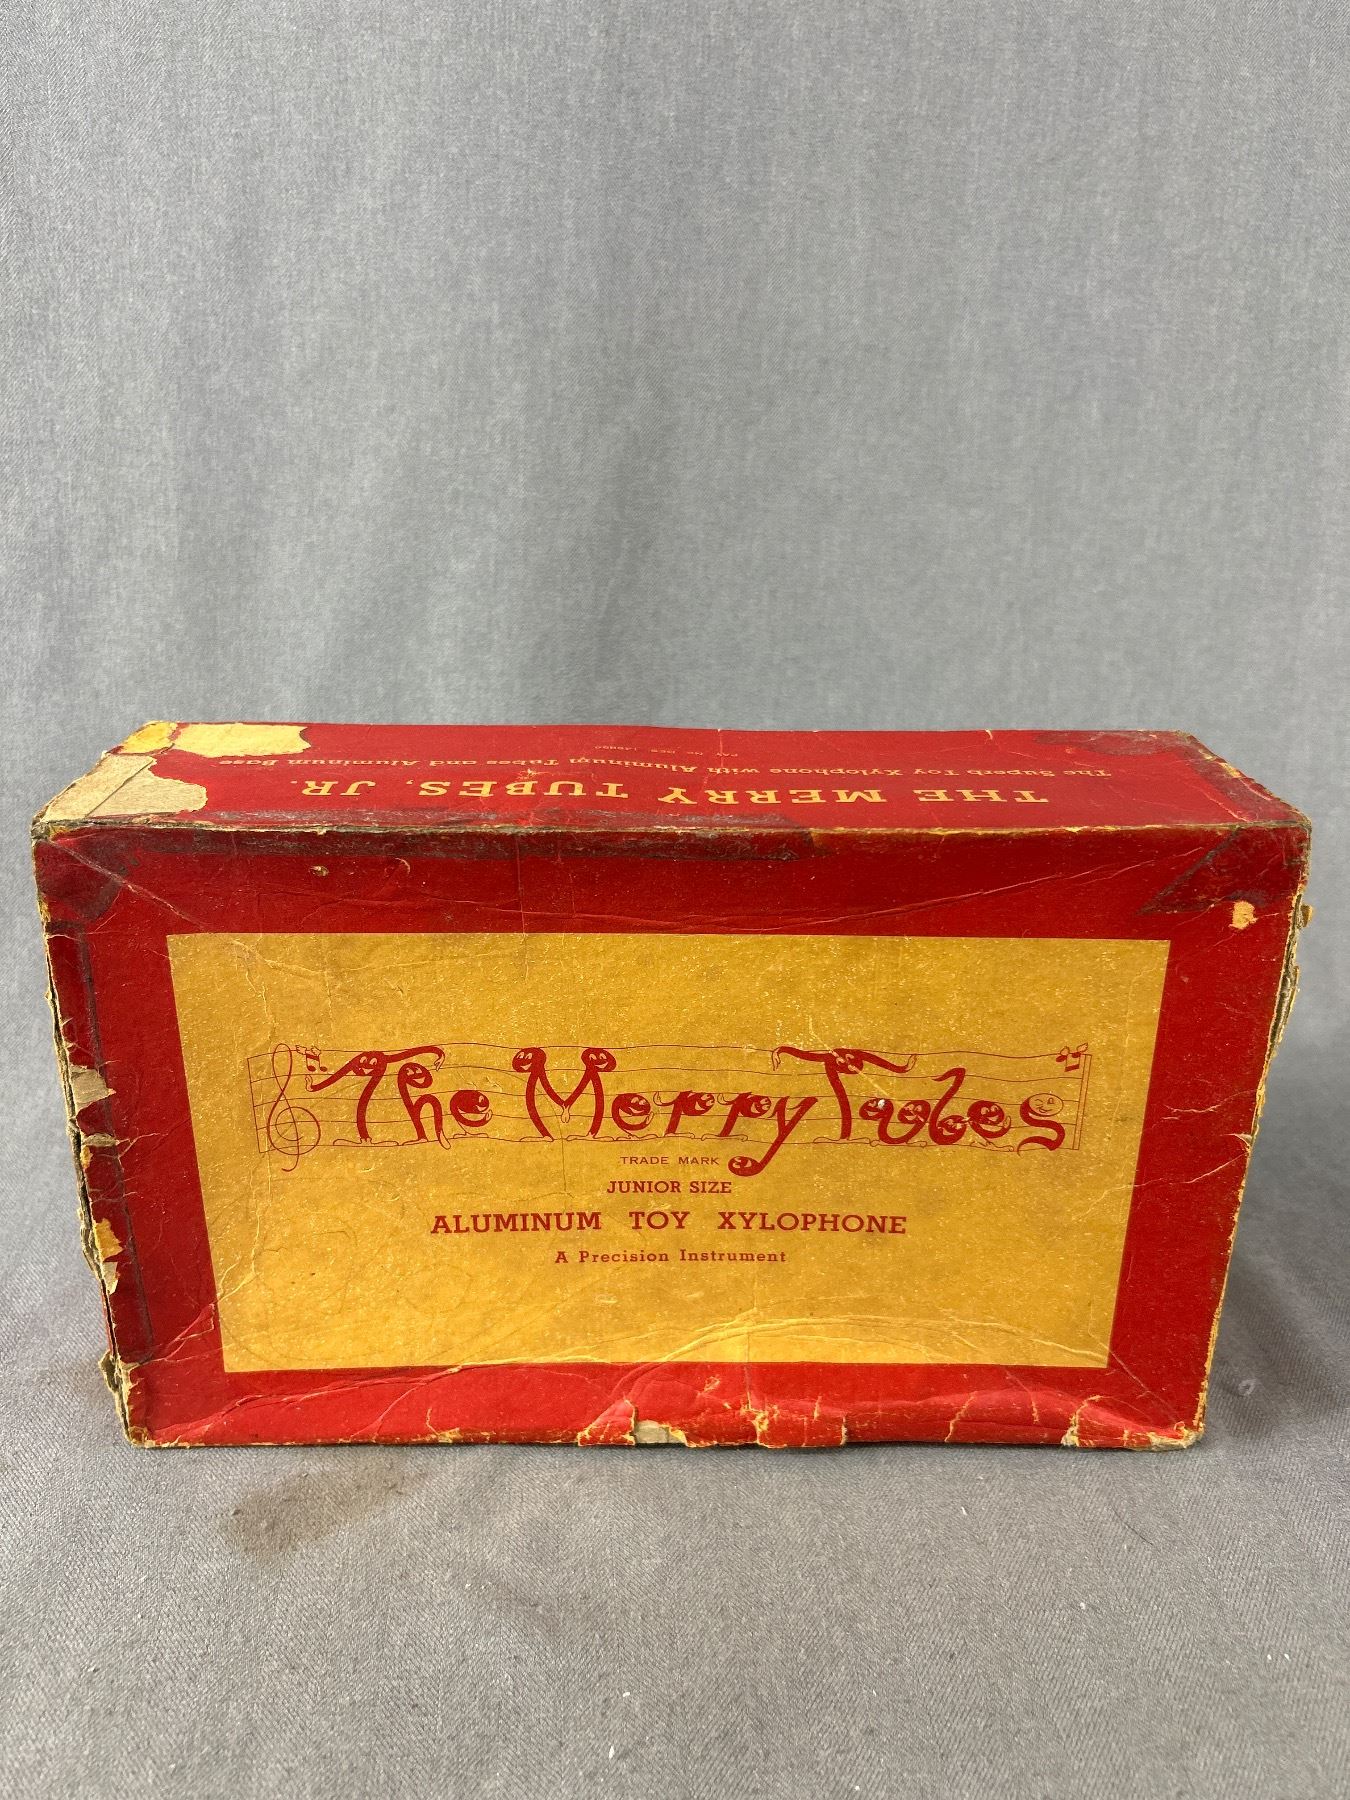 THE MERRY TUBES, JR.
The Superb Toy Xylophone with Aluminum Tubes and Aluminum Base
The Merry Tubes
TRADE MARK
JUNIOR SIZE
ALUMINUM TOY XYLOPHONE
A Precision Instrument